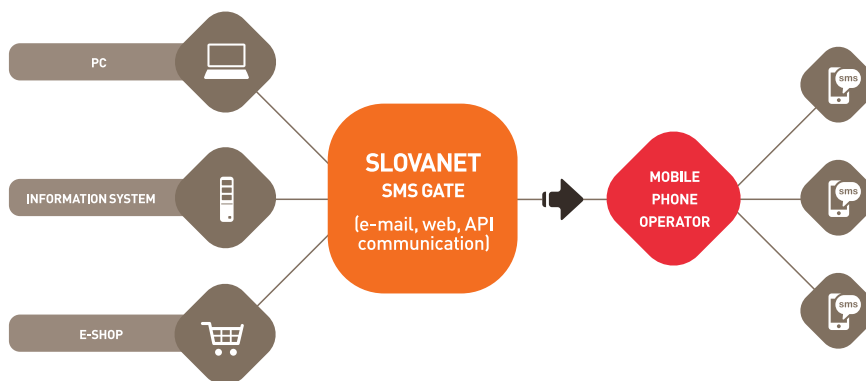 PC
INFORMATION SYSTEM
E-SHOP
SLOVANET
SMS GATE
(e-mail, web, API
communication)
MOBILE
PHONE
OPERATOR
sms
sms
sms